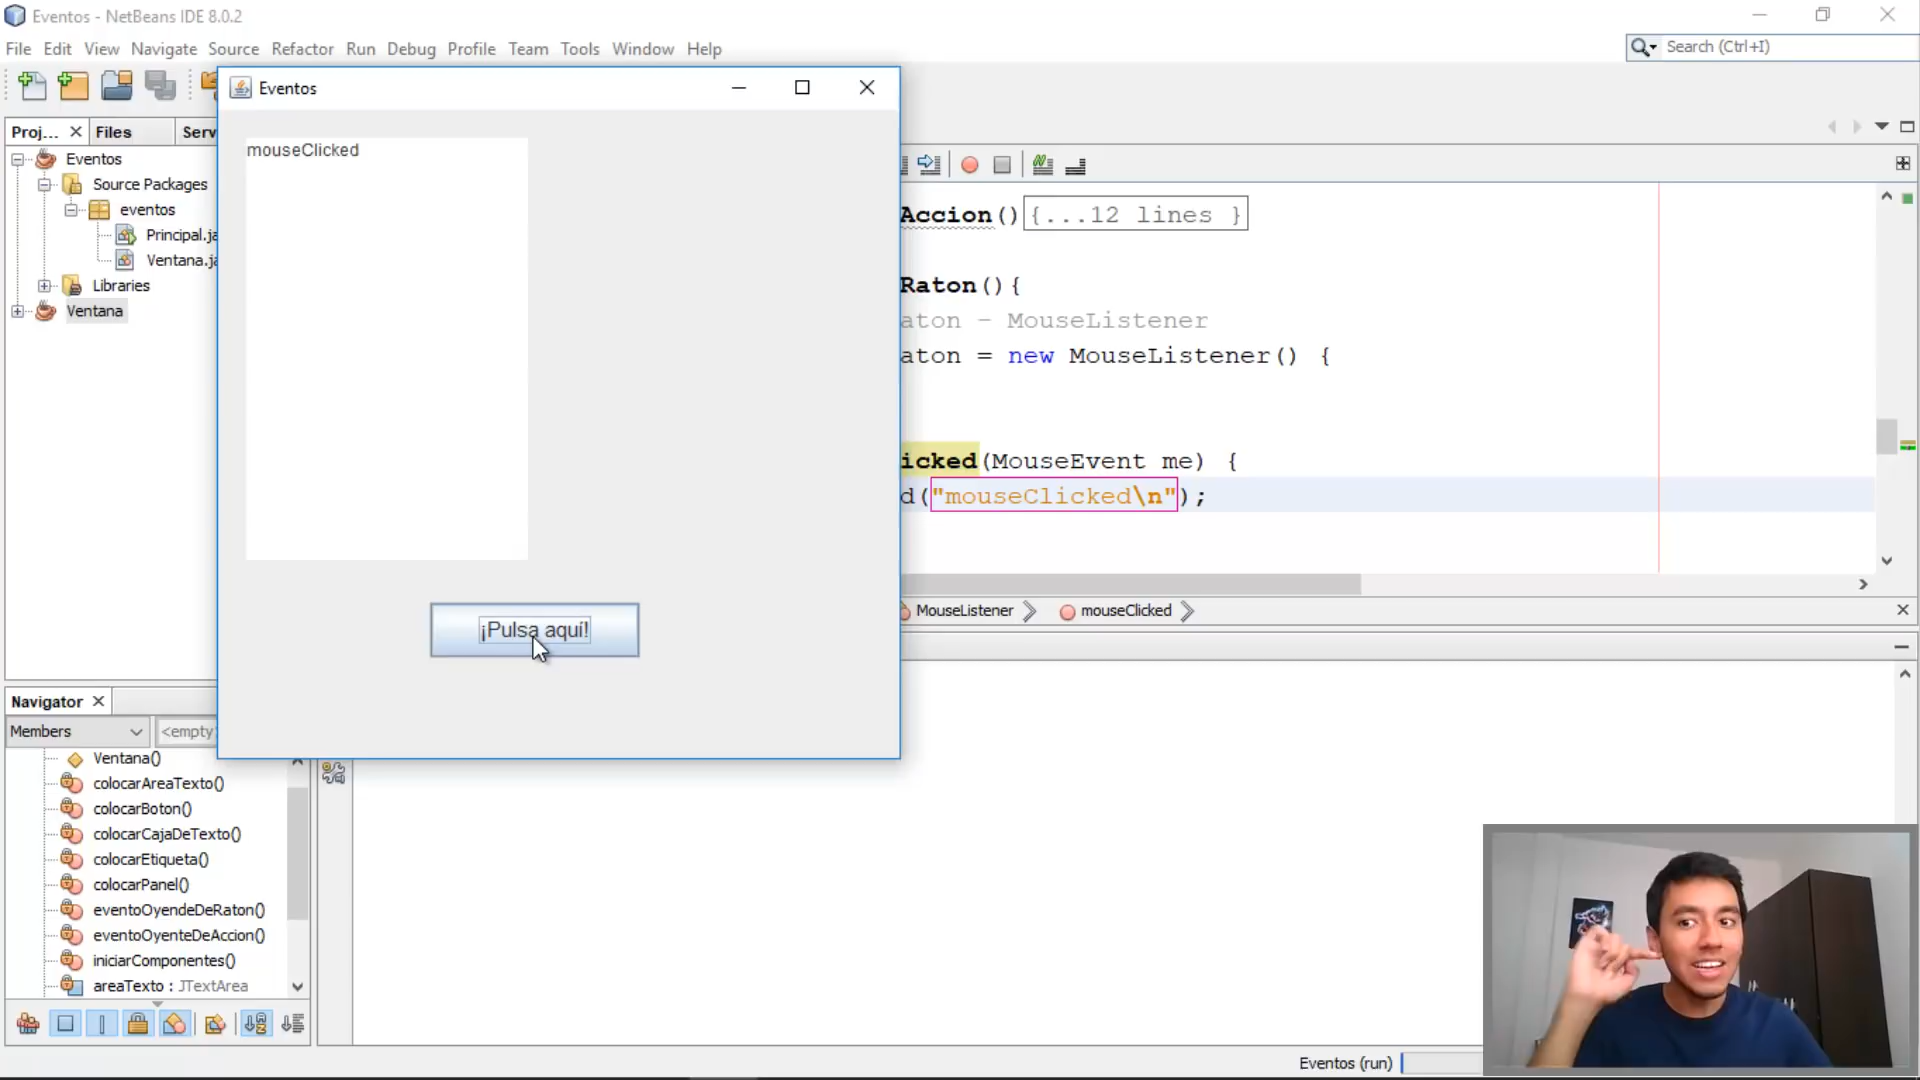 Eventos - NetBeans IDE 8.0.2
File Edit View Navigate Source Refactor Run Debug Profile Team Tools Window Help
Search (Ctrl+I)
Eventos
Proj... Files Serv
mouseClicked
Eventos
Source Packages
eventos
Principal.ja
Ventana.ja
Libraries
Ventana
Accion(){...12 lines }
Raton(){
aton - MouseListener
aton = new MouseListener() {
icked(MouseEvent me) {
d("mouseClicked\n");
MouseListener mouseClicked
¡Pulsa aquí!
Navigator
Members <empty
Ventana()
colocarAreaTexto()
colocarBoton()
colocarCajaDeTexto()
colocarEtiqueta()
colocarPanel()
eventoOyendeDeRaton()
eventoOyenteDeAccion()
iniciarComponentes()
areaTexto : JTextArea
Eventos (run)